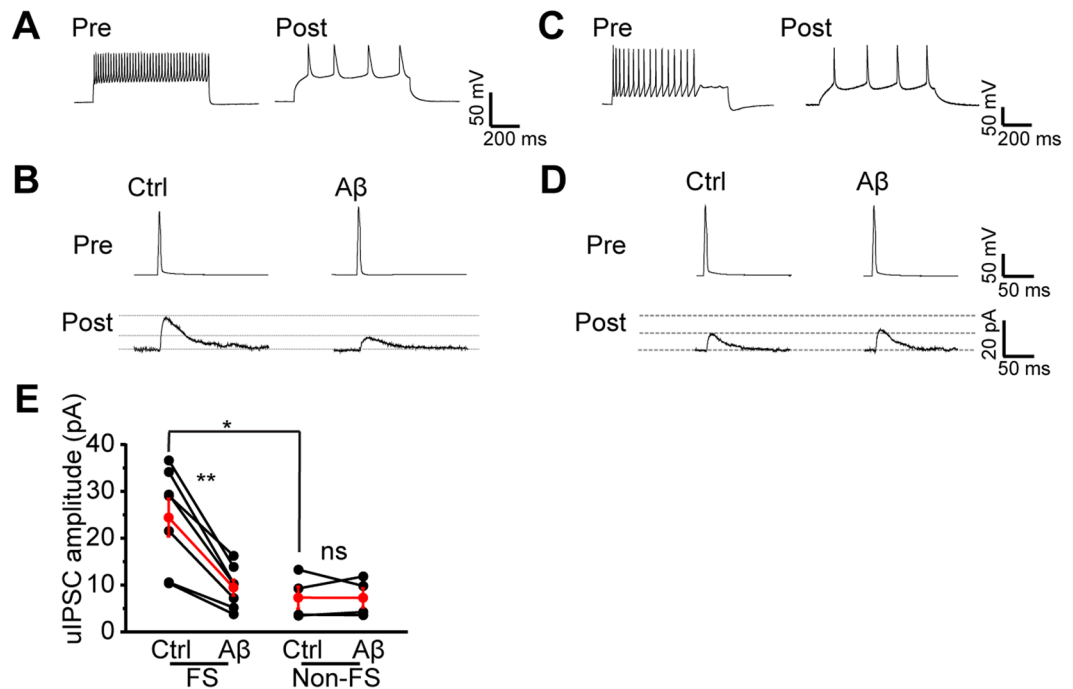 A
Pre
Post
50 mV
200 ms
B
Ctrl
Aβ
Pre
Post
C
Pre
Post
50 mV
200 ms
D
Ctrl
Aβ
Pre
50 mV
50 ms
Post
20 pA
50 ms
E
uIPSC amplitude (pA)
40
30
20
10
0
*
**
ns
Ctrl Aβ Ctrl Aβ
FS Non-FS